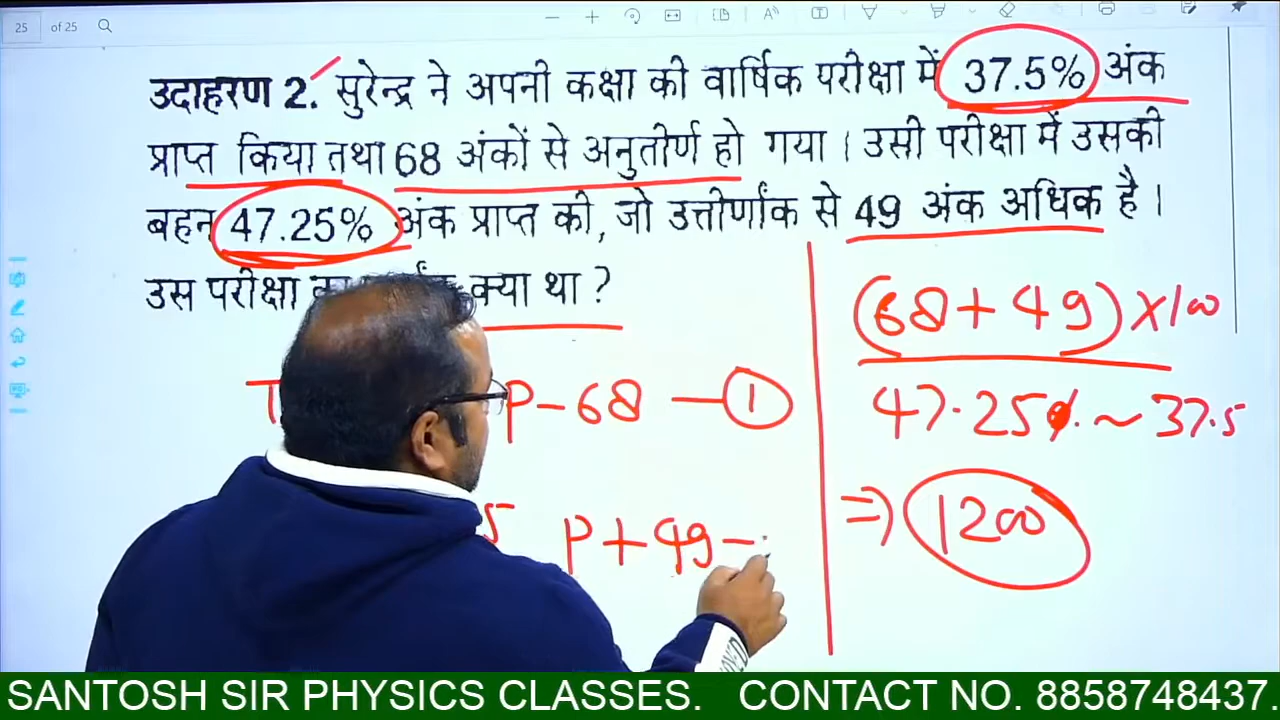 25 of 25
उदाहरण 2. सुरेन्द्र ने अपनी कक्षा की वार्षिक परीक्षा में 37.5% अंक
प्राप्त किया तथा 68 अंकों से अनुतीर्ण हो गया । उसी परीक्षा में उसकी
बहन 47.25% अंक प्राप्त की, जो उत्तीर्णांक से 49 अंक अधिक है ।
उस परीक्षा क्या था ?
(68 + 49) × 100
47.25% ~ 37.5
⇒ 1200
P - 68 — 1
P + 49 -
SANTOSH SIR PHYSICS CLASSES. CONTACT NO. 8858748437.